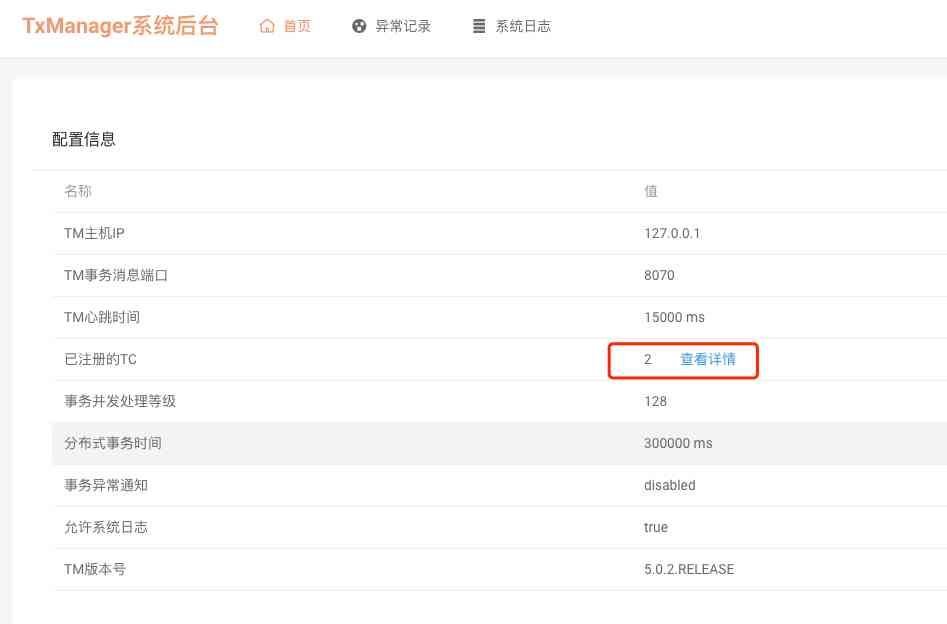 TxManager系统后台 首页 异常记录 系统日志
配置信息
名称 值
TM主机IP 127.0.0.1
TM事务消息端口 8070
TM心跳时间 15000 ms
已注册的TC 2 查看详情
事务并发处理等级 128
分布式事务时间 300000 ms
事务异常通知 disabled
允许系统日志 true
TM版本号 5.0.2.RELEASE